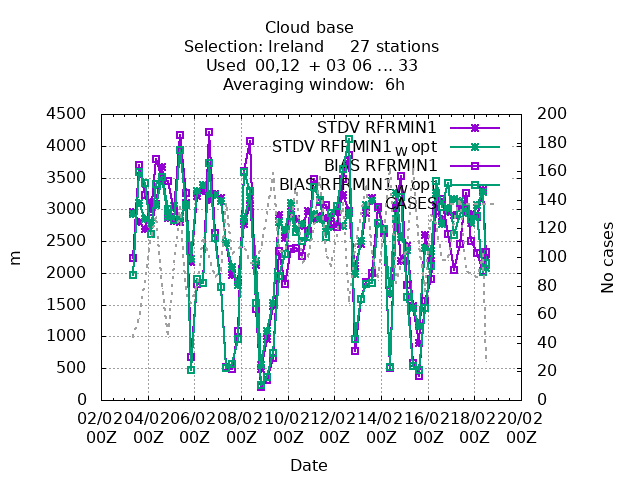 Cloud base
Selection: Ireland 27 stations
Used 00,12 + 03 06 ... 33
Averaging window: 6h
4500
4000
3500
3000
2500
2000
1500
1000
500
0
m
200
180
160
140
120
100
80
60
40
20
0
No cases
STDV RFRMIN1
STDV RFRMIN1_W opt
BIAS RFRMIN1
BIAS RFRMIN1_W opt
CASES
02/02 04/02 06/02 08/02 10/02 12/02 14/02 16/02 18/02 20/02
00Z 00Z 00Z 00Z 00Z 00Z 00Z 00Z 00Z 00Z
Date